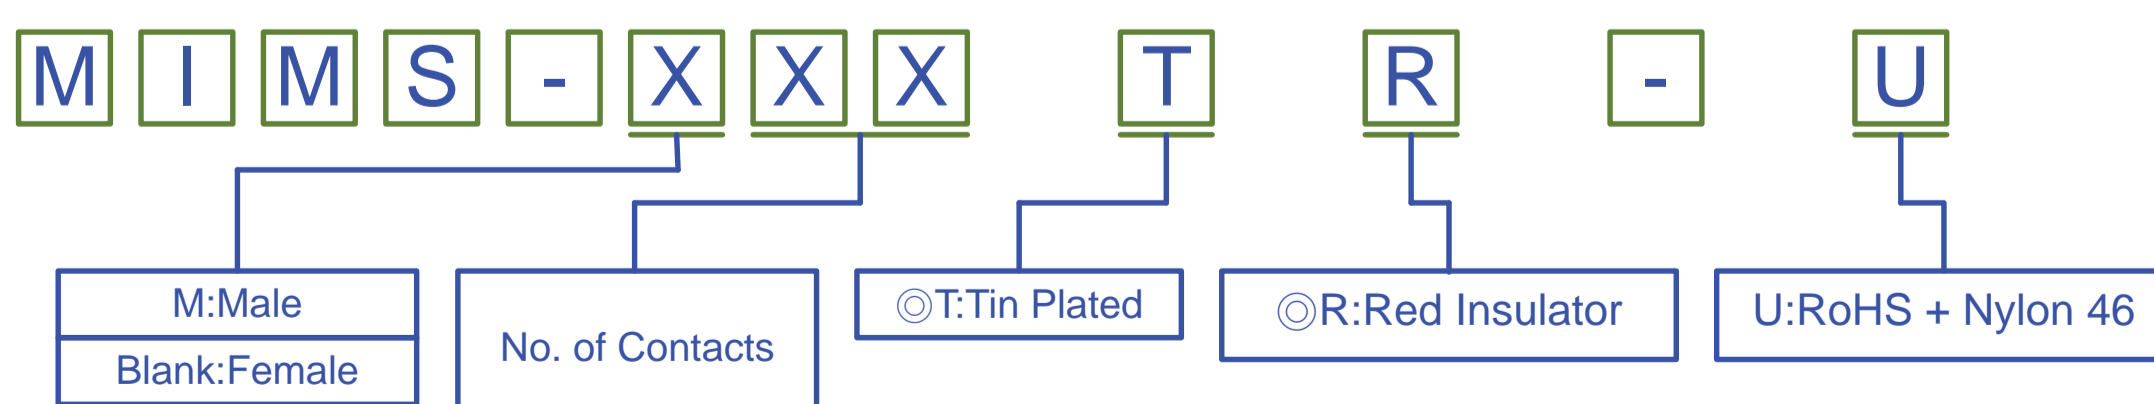 M I M S - X X X T R - U
M:Male
Blank:Female
No. of Contacts
◎T:Tin Plated
◎R:Red Insulator
U:RoHS + Nylon 46